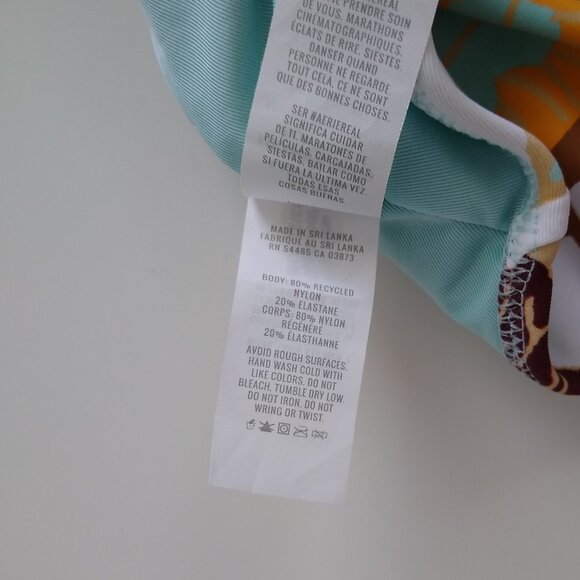 PRENDRE SOIN
DE VOUS, MARATHONS
CINÉMATOGRAPHIQUES,
ÉCLATS DE RIRE, SIESTES,
DANSER QUAND
PERSONNE NE REGARDE.
TOUT CELA, CE NE SONT
QUE DES BONNES CHOSES.
SER #AERIEREAL
SIGNIFICA CUIDAR
DE TI, MARATONES DE
PELÍCULAS, CARCAJADAS,
SIESTAS, BAILAR COMO
SI FUERA LA ULTIMA VEZ.
TODAS ESAS
COSAS BUENAS.
MADE IN SRI LANKA
FABRIQUE AU SRI LANKA
RN 54485 CA 03873
BODY: 80% RECYCLED
NYLON
20% ELASTANE
CORPS: 80% NYLON
RÉGÉNÉRÉ
20% ÉLASTHANNE
AVOID ROUGH SURFACES.
HAND WASH COLD WITH
LIKE COLORS. DO NOT
BLEACH. TUMBLE DRY LOW.
DO NOT IRON. DO NOT
WRING OR TWIST.